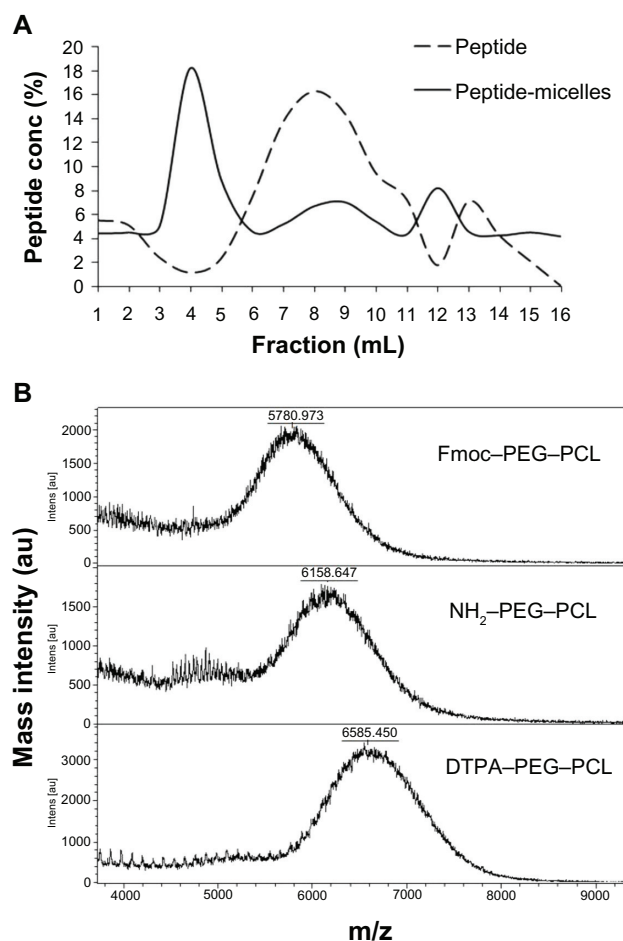 A
Peptide conc (%)
20
18
16
14
12
10
8
6
4
2
0
Peptide
Peptide-micelles
1 2 3 4 5 6 7 8 9 10 11 12 13 14 15 16
Fraction (mL)
B
Mass intensity (au)
5780.973
Fmoc–PEG–PCL
Intens [au]
2000
1500
1000
500
0
6158.647
NH₂–PEG–PCL
Intens [au]
1500
1000
500
0
6585.450
DTPA–PEG–PCL
Intens [au]
3000
2000
1000
0
4000 5000 6000 7000 8000 9000
m/z